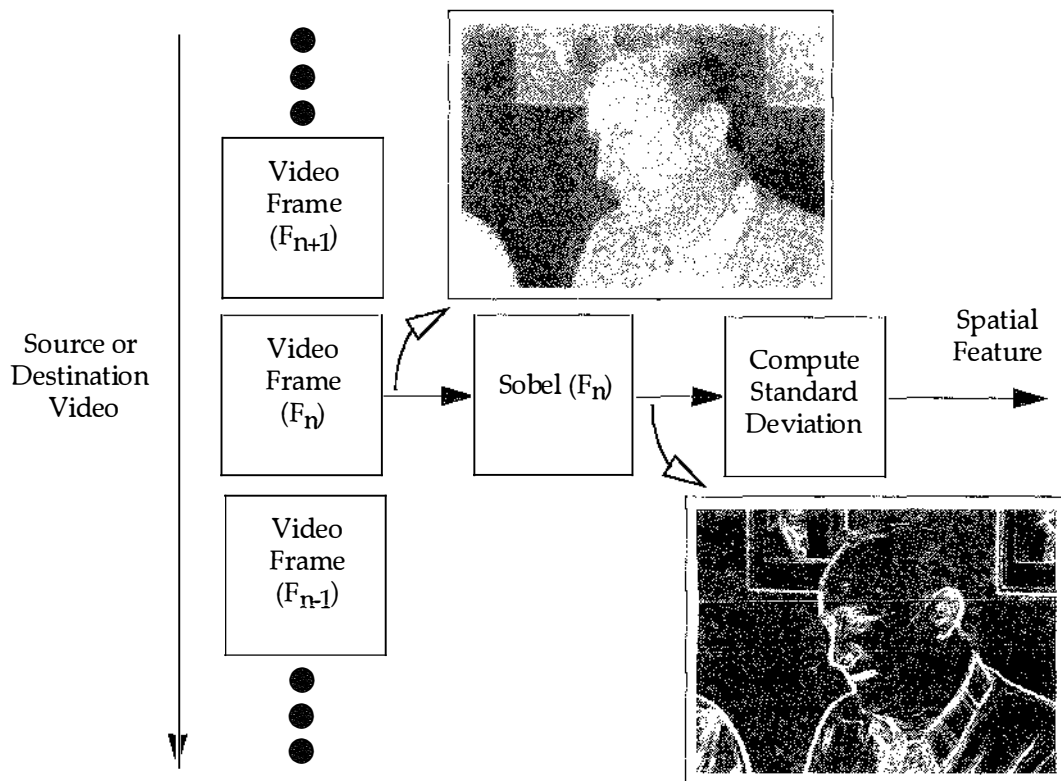 Video
Frame
(Fn+1)
Source or
Destination
Video
Video
Frame
(Fn)
Sobel (Fn)
Compute
Standard
Deviation
Spatial
Feature
Video
Frame
(Fn-1)